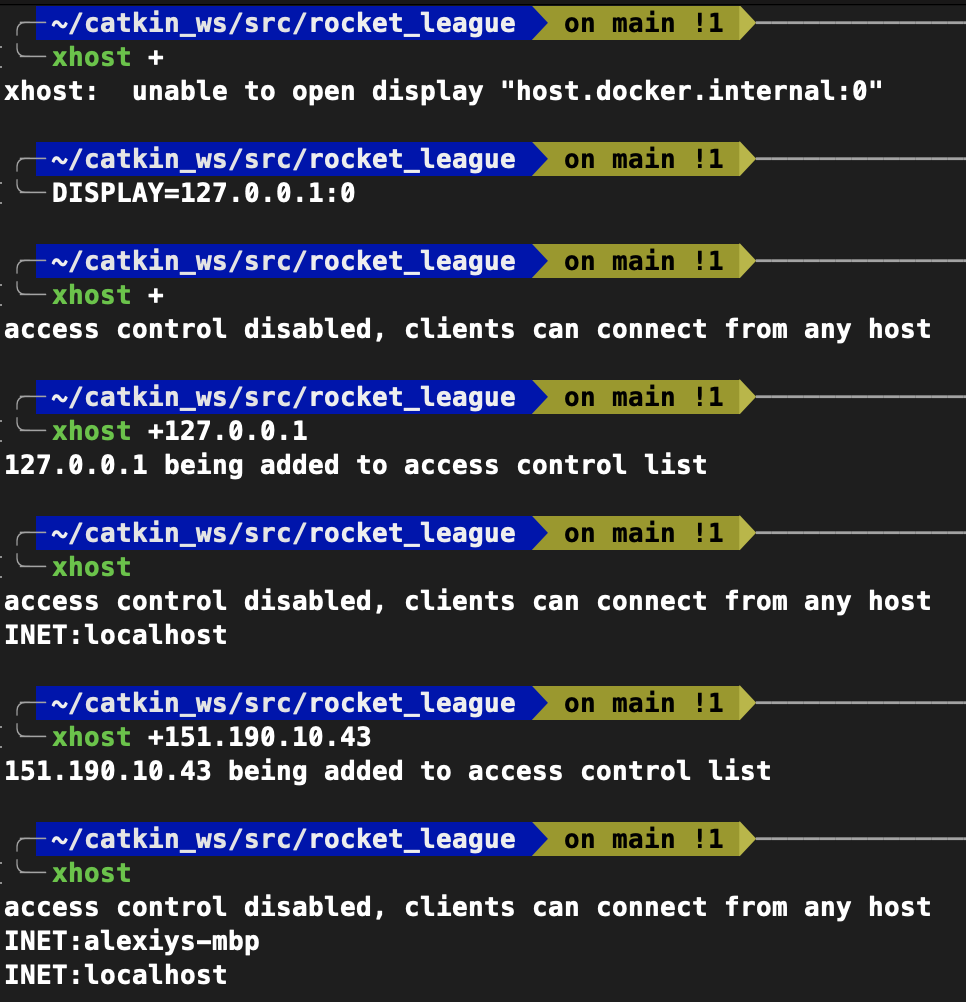 ~/catkin_ws/src/rocket_league on main !1
xhost +
xhost:  unable to open display "host.docker.internal:0"
~/catkin_ws/src/rocket_league on main !1
DISPLAY=127.0.0.1:0
~/catkin_ws/src/rocket_league on main !1
xhost +
access control disabled, clients can connect from any host
~/catkin_ws/src/rocket_league on main !1
xhost +127.0.0.1
127.0.0.1 being added to access control list
~/catkin_ws/src/rocket_league on main !1
xhost
access control disabled, clients can connect from any host
INET:localhost
~/catkin_ws/src/rocket_league on main !1
xhost +151.190.10.43
151.190.10.43 being added to access control list
~/catkin_ws/src/rocket_league on main !1
xhost
access control disabled, clients can connect from any host
INET:alexiys-mbp
INET:localhost